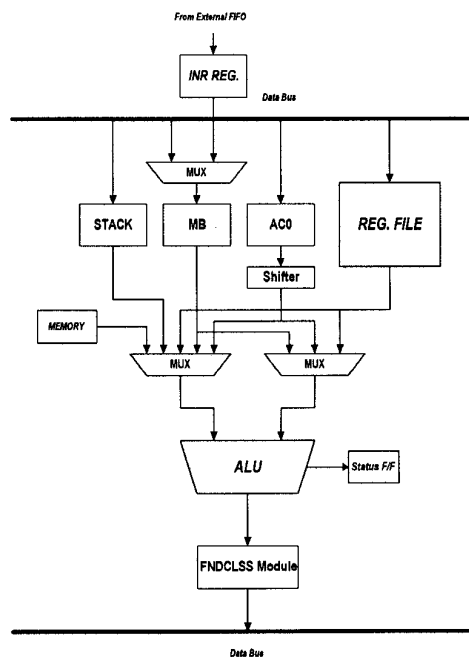 From External FIFO
INR REG.
Data Bus
MUX
STACK
MB
AC0
REG. FILE
Shifter
MEMORY
MUX
MUX
ALU
Status F/F
FNDCLSS Module
Data Bus